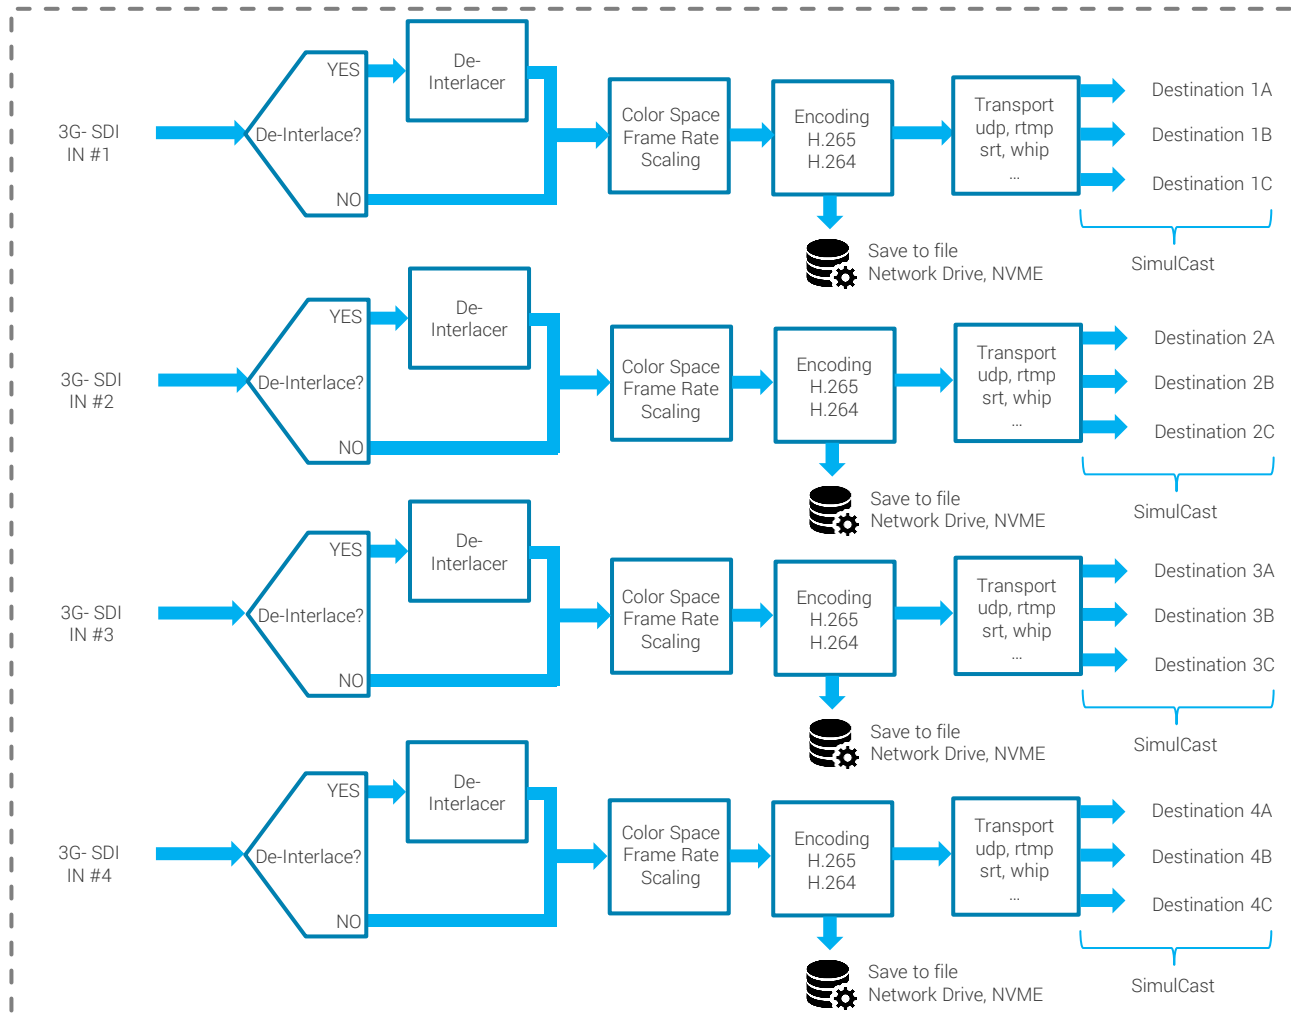 YES
De-
Interlacer
3G- SDI
IN #1
De-Interlace?
NO
Color Space
Frame Rate
Scaling
Encoding
H.265
H.264
Transport
udp, rtmp
srt, whip
...
Destination 1A
Destination 1B
Destination 1C
Save to file
Network Drive, NVME
SimulCast
YES
De-
Interlacer
3G- SDI
IN #2
De-Interlace?
NO
Color Space
Frame Rate
Scaling
Encoding
H.265
H.264
Transport
udp, rtmp
srt, whip
...
Destination 2A
Destination 2B
Destination 2C
Save to file
Network Drive, NVME
SimulCast
YES
De-
Interlacer
3G- SDI
IN #3
De-Interlace?
NO
Color Space
Frame Rate
Scaling
Encoding
H.265
H.264
Transport
udp, rtmp
srt, whip
...
Destination 3A
Destination 3B
Destination 3C
Save to file
Network Drive, NVME
SimulCast
YES
De-
Interlacer
3G- SDI
IN #4
De-Interlace?
NO
Color Space
Frame Rate
Scaling
Encoding
H.265
H.264
Transport
udp, rtmp
srt, whip
...
Destination 4A
Destination 4B
Destination 4C
Save to file
Network Drive, NVME
SimulCast